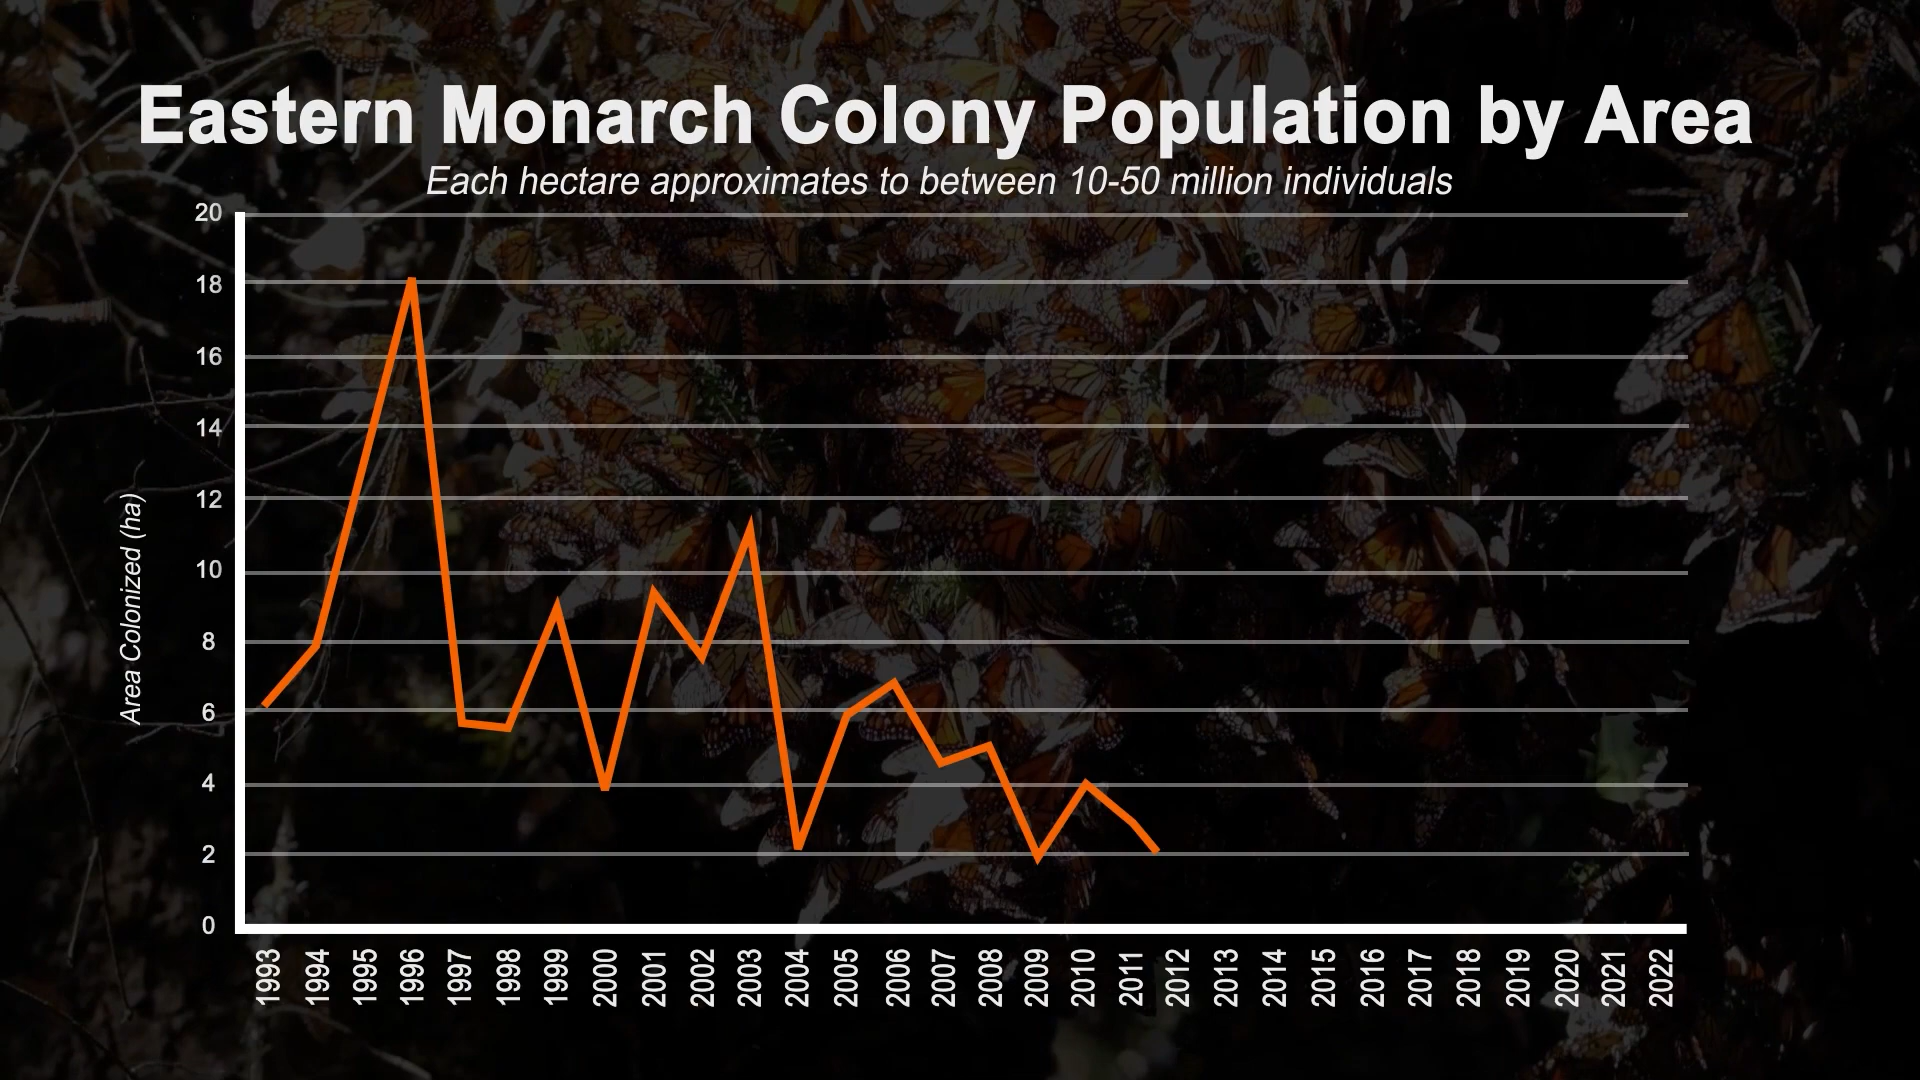 Eastern Monarch Colony Population by Area
Each hectare approximates to between 10-50 million individuals
20
18
16
14
12
10
8
6
4
2
0
Area Colonized (ha)
1993 1994 1995 1996 1997 1998 1999 2000 2001 2002 2003 2004 2005 2006 2007 2008 2009 2010 2011 2012 2013 2014 2015 2016 2017 2018 2019 2020 2021 2022